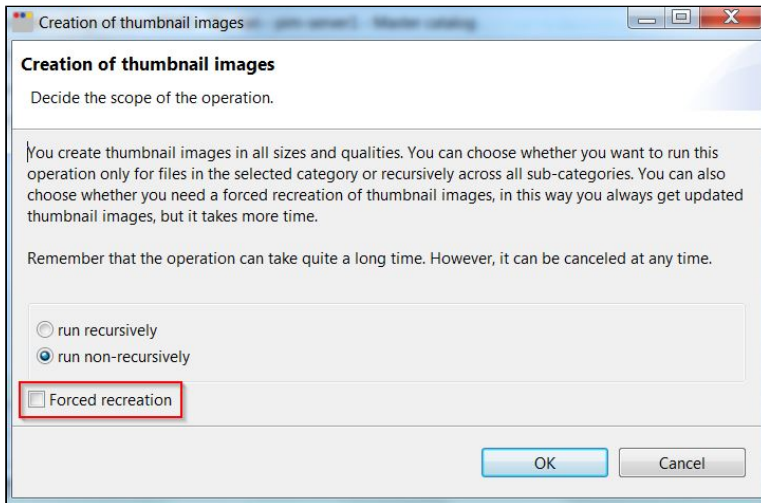 Creation of thumbnail images
Creation of thumbnail images
Decide the scope of the operation.
You create thumbnail images in all sizes and qualities. You can choose whether you want to run this
operation only for files in the selected category or recursively across all sub-categories. You can also
choose whether you need a forced recreation of thumbnail images, in this way you always get updated
thumbnail images, but it takes more time.
Remember that the operation can take quite a long time. However, it can be canceled at any time.
run recursively
run non-recursively
Forced recreation
OK
Cancel